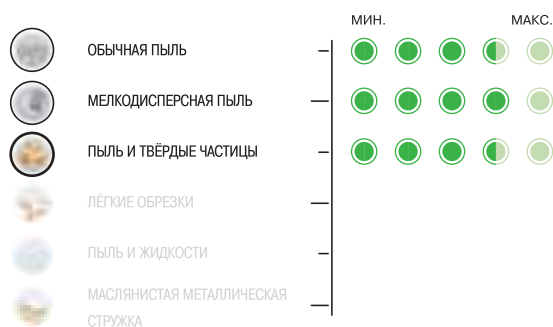 МИН. МАКС.
ОБЫЧНАЯ ПЫЛЬ
МЕЛКОДИСПЕРСНАЯ ПЫЛЬ
ПЫЛЬ И ТВЁРДЫЕ ЧАСТИЦЫ
ЛЁГКИЕ ОБРЕЗКИ
ПЫЛЬ И ЖИДКОСТИ
МАСЛЯНИСТАЯ МЕТАЛЛИЧЕСКАЯ
СТРУЖКА